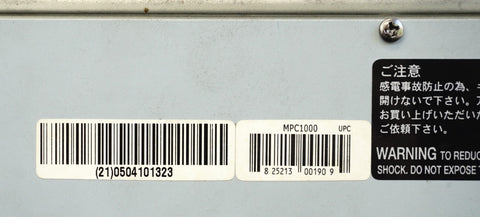 (21)0504101323
MPC1000 UPC
8 25213 00190 9
ご注意
感電事故防止の為、
開けないで下さい。
お買い上げいただい
ご依頼下さい。
WARNING TO REDUC
SHOCK. DO NOT EXPOSE T